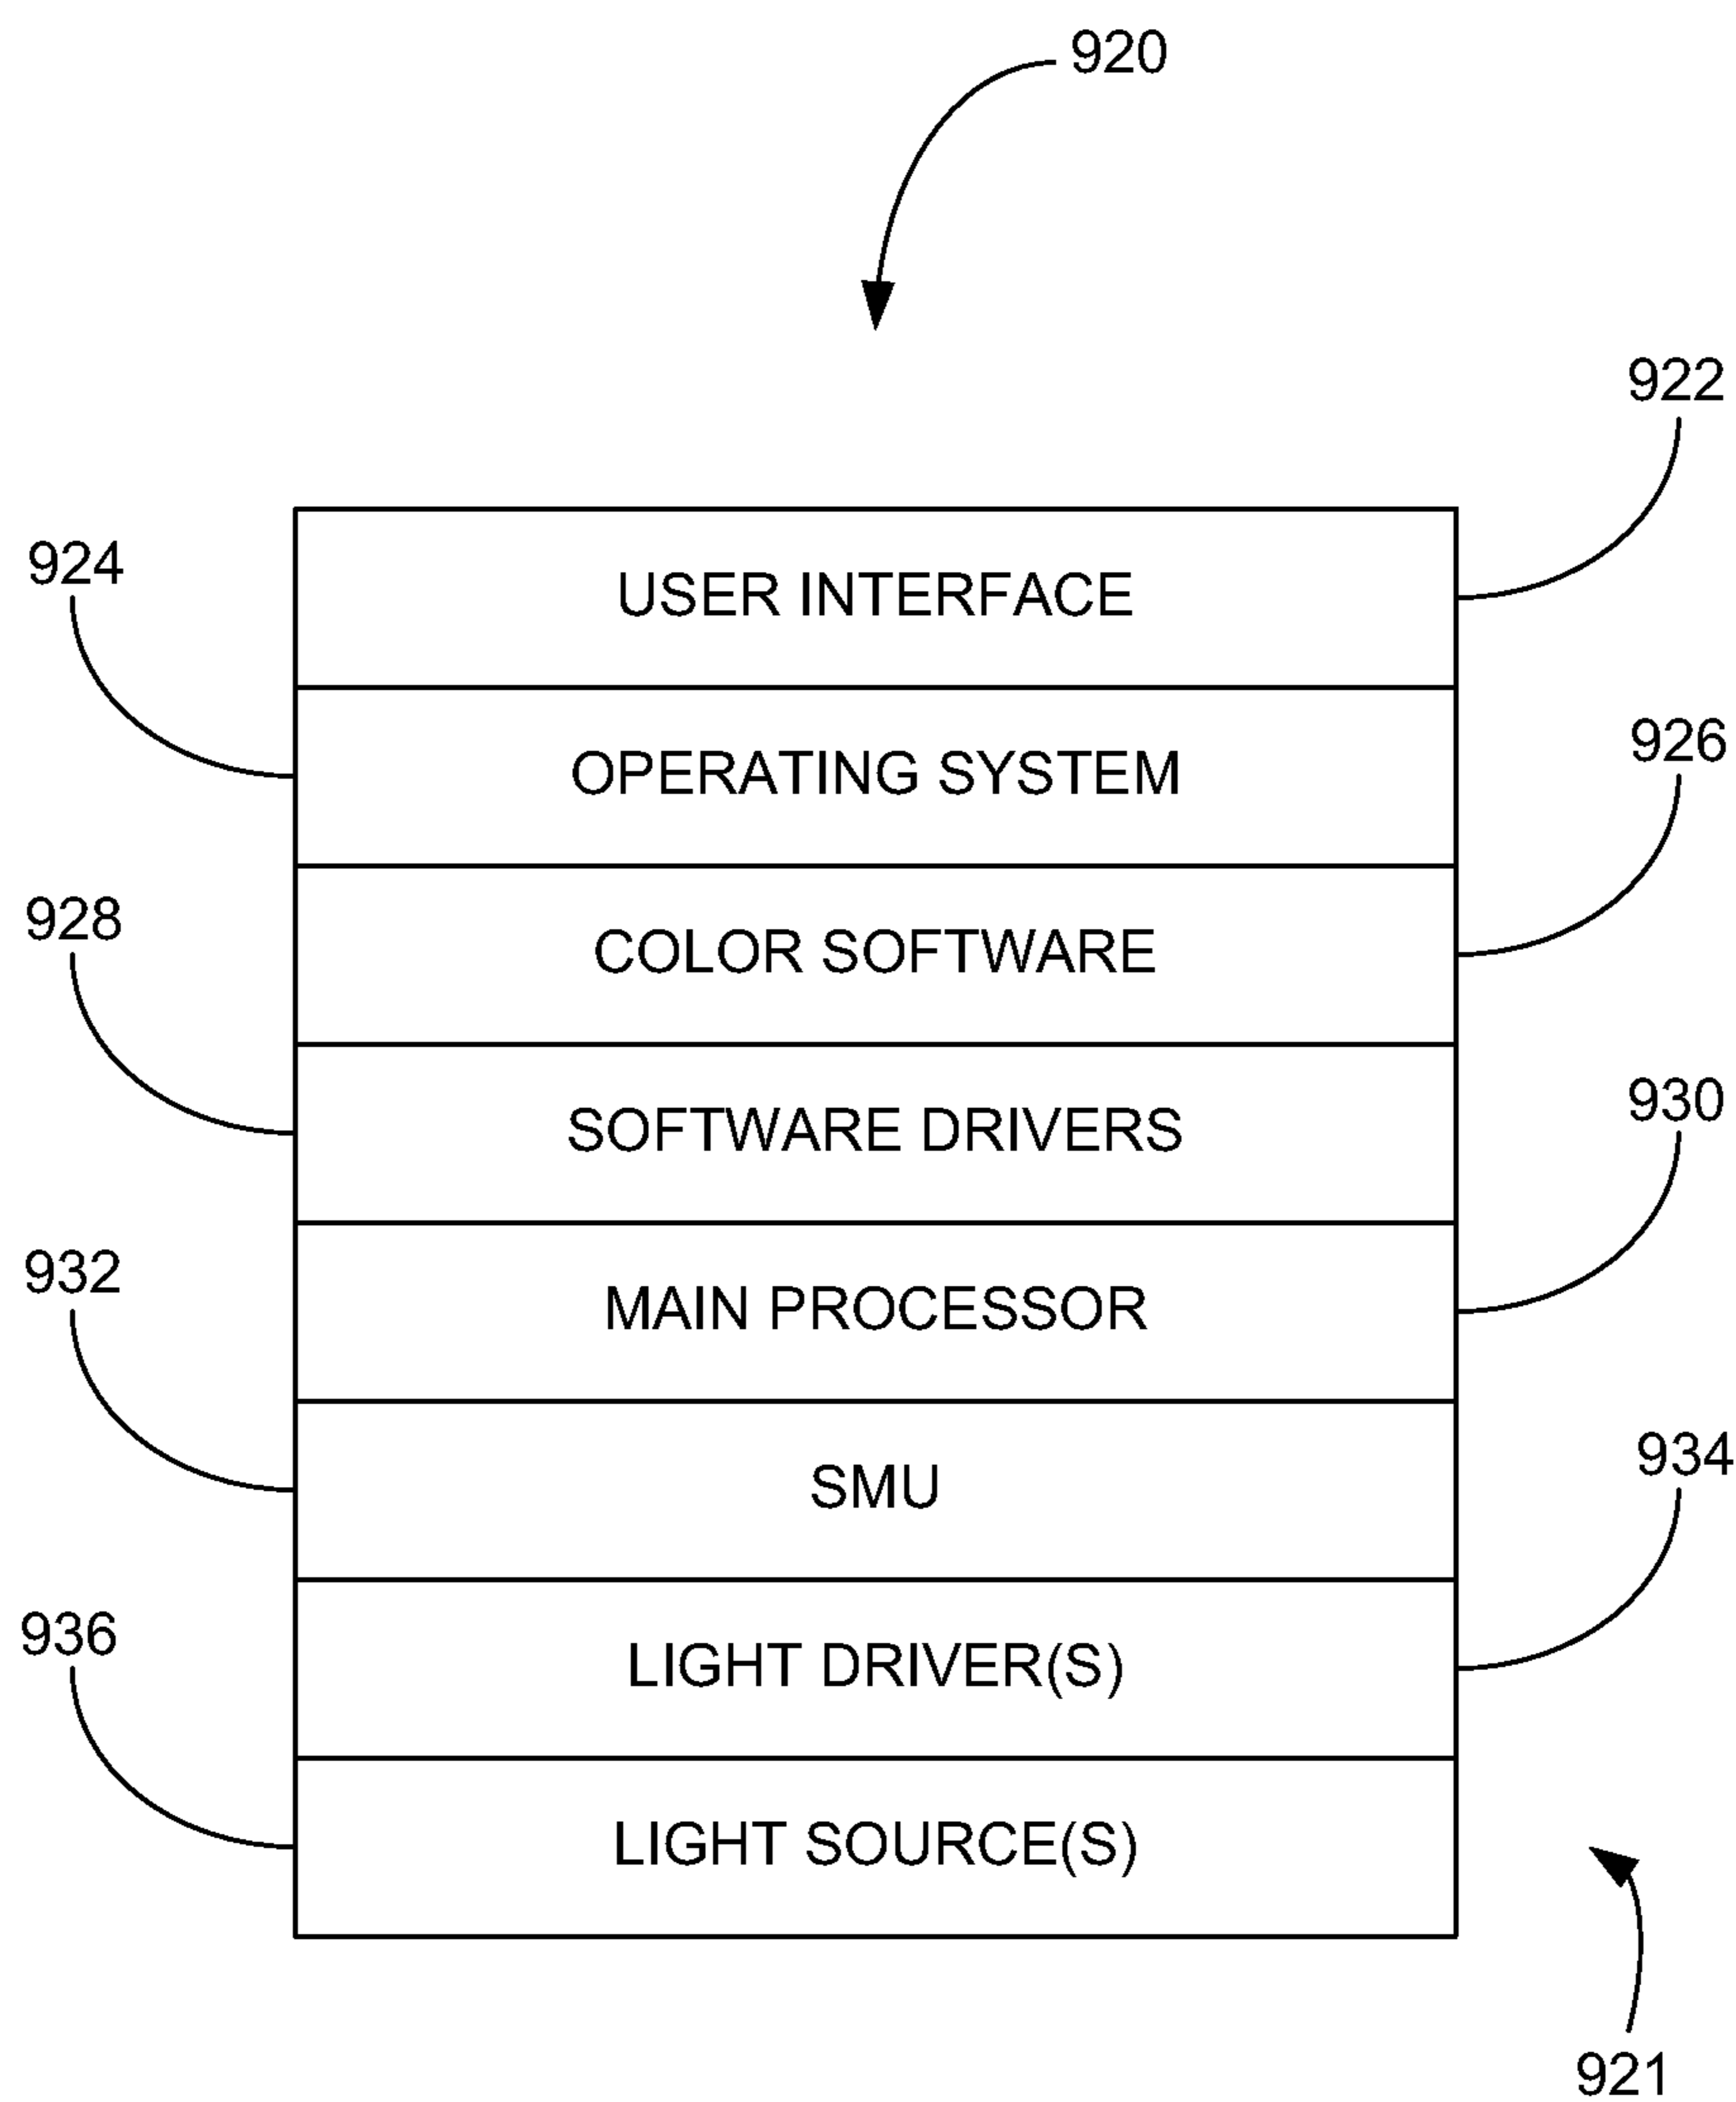 920
922
924
USER INTERFACE
926
OPERATING SYSTEM
928
COLOR SOFTWARE
930
SOFTWARE DRIVERS
932
MAIN PROCESSOR
934
SMU
936
LIGHT DRIVER(S)
LIGHT SOURCE(S)
921